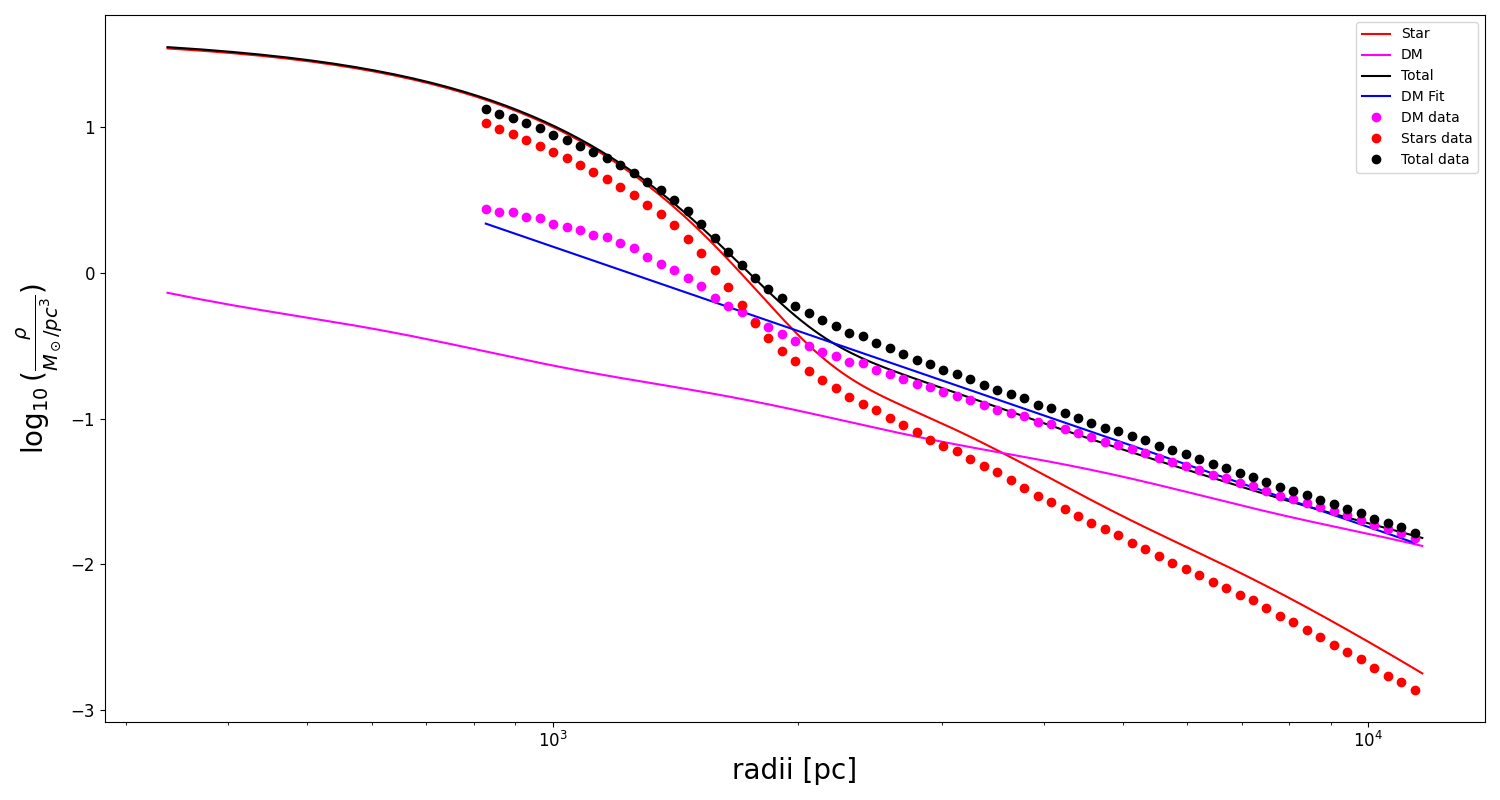 Star
DM
Total
DM Fit
DM data
Stars data
Total data
1
0
−1
−2
−3
log₁₀(ρ / M⊙/pc³)
10³
10⁴
radii [pc]